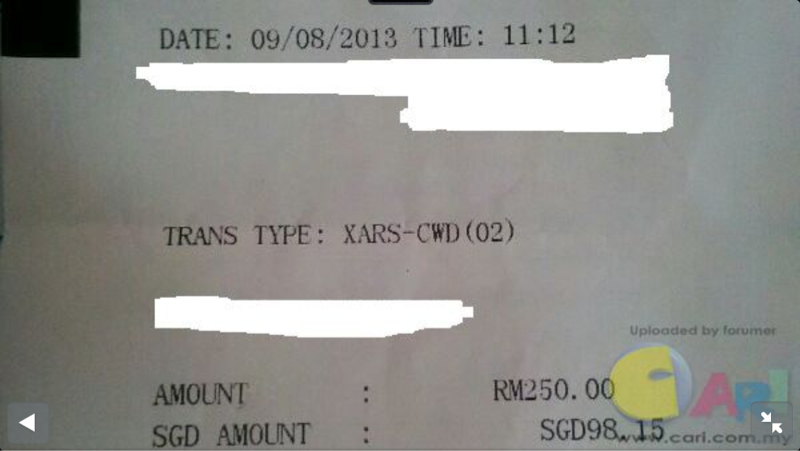 DATE: 09/08/2013 TIME: 11:12
TRANS TYPE: XARS-CWD(02)
Uploaded by forumer
CARI
AMOUNT : RM250.00
SGD AMOUNT : SGD98.15
www.cari.com.my